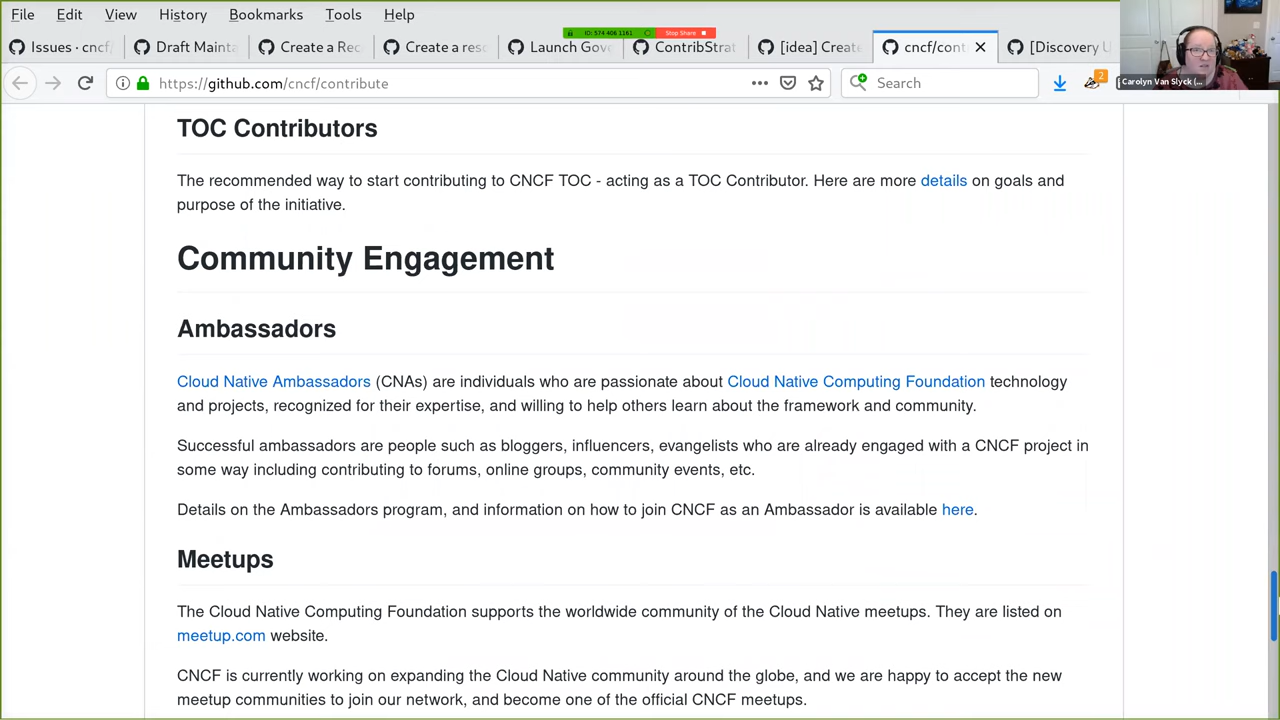 File Edit View History Bookmarks Tools Help
ID: 574 406 1161 Stop Share
Issues · cncf/ Draft Mainta Create a Rec Create a reso Launch Gove ContribStrat [idea] Create cncf/cont [Discovery U
https://github.com/cncf/contribute Search 2
Carolyn Van Slyck (...
TOC Contributors
The recommended way to start contributing to CNCF TOC - acting as a TOC Contributor. Here are more details on goals and
purpose of the initiative.
Community Engagement
Ambassadors
Cloud Native Ambassadors (CNAs) are individuals who are passionate about Cloud Native Computing Foundation technology
and projects, recognized for their expertise, and willing to help others learn about the framework and community.
Successful ambassadors are people such as bloggers, influencers, evangelists who are already engaged with a CNCF project in
some way including contributing to forums, online groups, community events, etc.
Details on the Ambassadors program, and information on how to join CNCF as an Ambassador is available here.
Meetups
The Cloud Native Computing Foundation supports the worldwide community of the Cloud Native meetups. They are listed on
meetup.com website.
CNCF is currently working on expanding the Cloud Native community around the globe, and we are happy to accept the new
meetup communities to join our network, and become one of the official CNCF meetups.